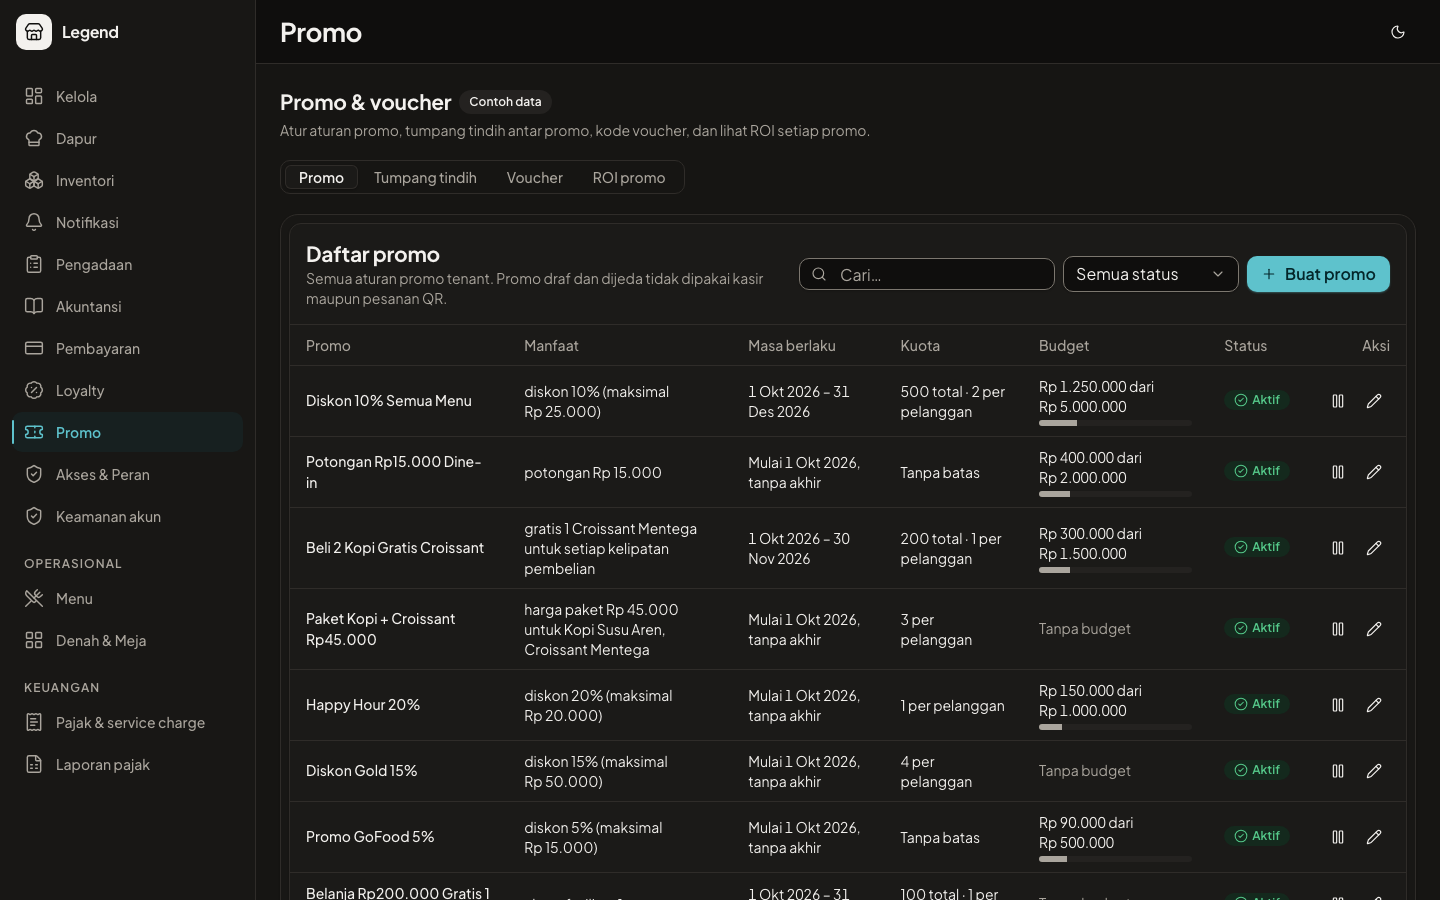 Legend
Promo
Kelola
Dapur
Inventori
Notifikasi
Pengadaan
Akuntansi
Pembayaran
Loyalty
Promo
Akses & Peran
Keamanan akun
OPERASIONAL
Menu
Denah & Meja
KEUANGAN
Pajak & service charge
Laporan pajak
Promo & voucher Contoh data
Atur aturan promo, tumpang tindih antar promo, kode voucher, dan lihat ROI setiap promo.
Promo Tumpang tindih Voucher ROI promo
Daftar promo
Semua aturan promo tenant. Promo draf dan dijeda tidak dipakai kasir
maupun pesanan QR.
Cari...
Semua status
+ Buat promo
Promo Manfaat Masa berlaku Kuota Budget Status Aksi
Diskon 10% Semua Menu
diskon 10% (maksimal
Rp 25.000)
1 Okt 2026 – 31
Des 2026
500 total · 2 per
pelanggan
Rp 1.250.000 dari
Rp 5.000.000
Aktif
Potongan Rp15.000 Dine-
in
potongan Rp 15.000
Mulai 1 Okt 2026,
tanpa akhir
Tanpa batas
Rp 400.000 dari
Rp 2.000.000
Aktif
Beli 2 Kopi Gratis Croissant
gratis 1 Croissant Mentega
untuk setiap kelipatan
pembelian
1 Okt 2026 – 30
Nov 2026
200 total · 1 per
pelanggan
Rp 300.000 dari
Rp 1.500.000
Aktif
Paket Kopi + Croissant
Rp45.000
harga paket Rp 45.000
untuk Kopi Susu Aren,
Croissant Mentega
Mulai 1 Okt 2026,
tanpa akhir
3 per
pelanggan
Tanpa budget
Aktif
Happy Hour 20%
diskon 20% (maksimal
Rp 20.000)
Mulai 1 Okt 2026,
tanpa akhir
1 per pelanggan
Rp 150.000 dari
Rp 1.000.000
Aktif
Diskon Gold 15%
diskon 15% (maksimal
Rp 50.000)
Mulai 1 Okt 2026,
tanpa akhir
4 per
pelanggan
Tanpa budget
Aktif
Promo GoFood 5%
diskon 5% (maksimal
Rp 15.000)
Mulai 1 Okt 2026,
tanpa akhir
Tanpa batas
Rp 90.000 dari
Rp 500.000
Aktif
Belanja Rp200.000 Gratis 1
1 Okt 2026 – 31
100 total · 1 per